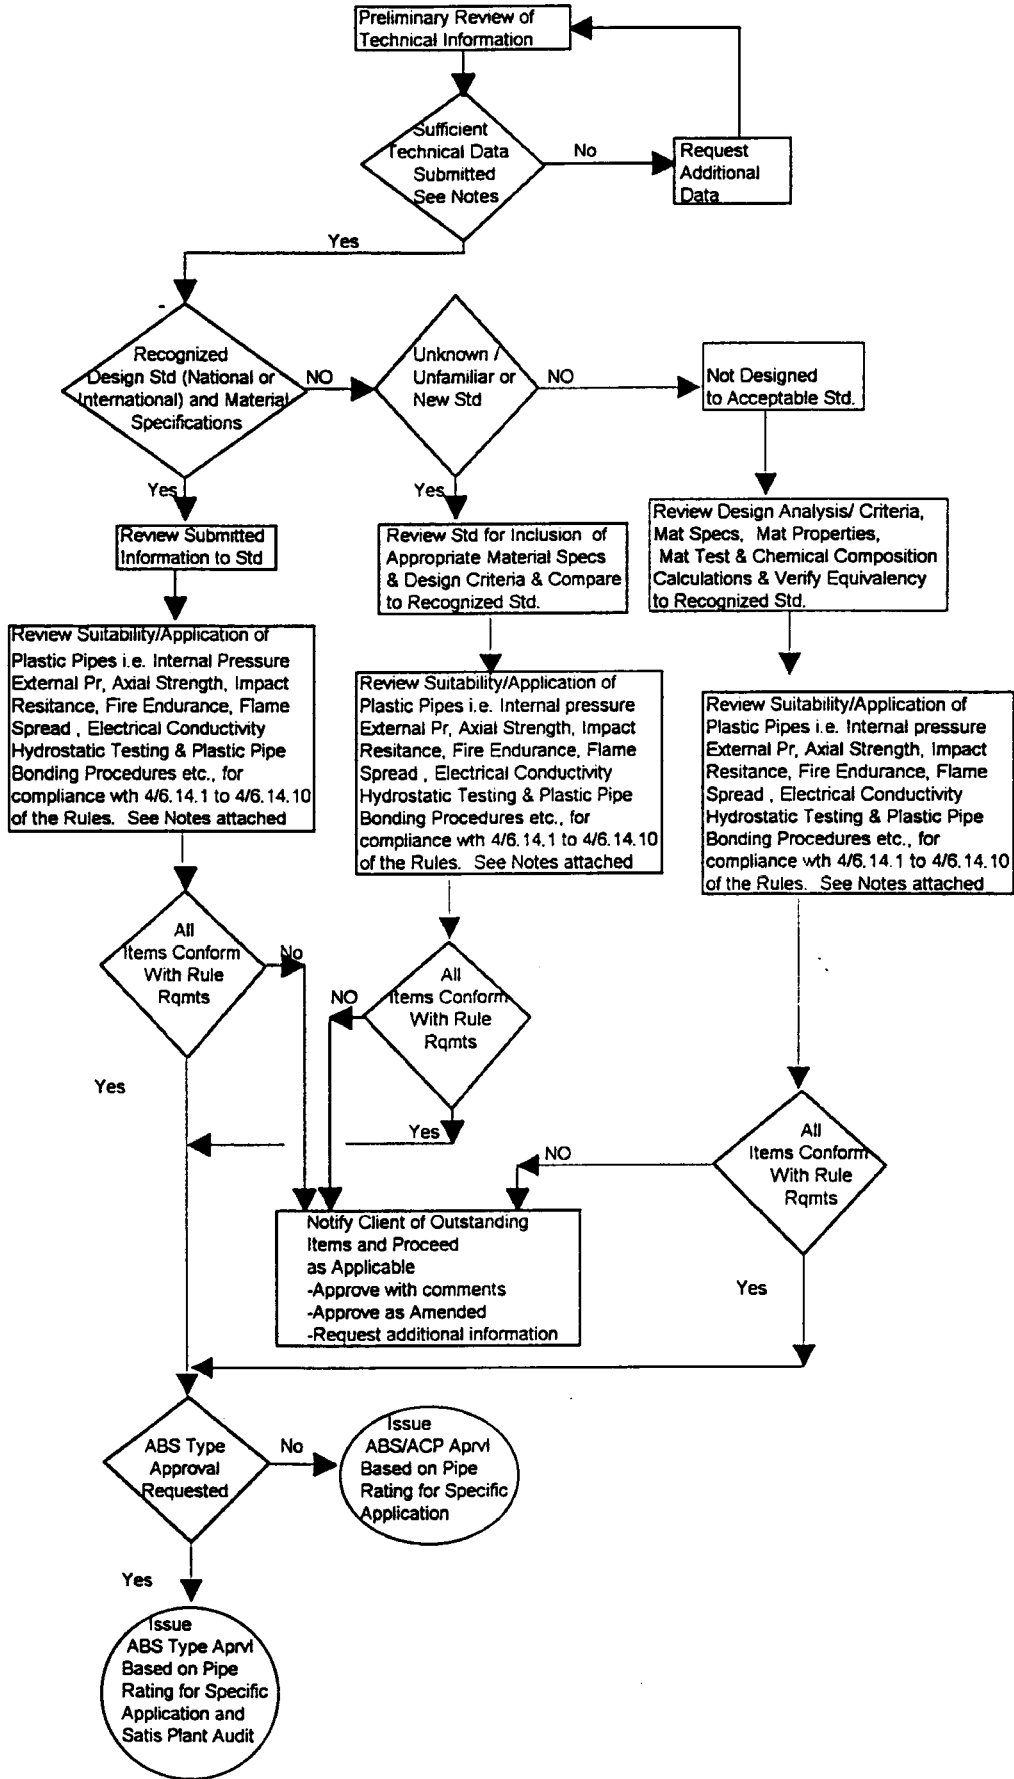 Preliminary Review of
Technical Information
Sufficient
Technical Data
Submitted
See Notes
No
Request
Additional
Data
Yes
Recognized
Design Std (National or
International) and Material
Specifications
NO
Unknown /
Unfamiliar or
New Std
NO
Not Designed
to Acceptable Std.
Yes
Review Submitted
Information to Std
Yes
Review Std for Inclusion of
Appropriate Material Specs
& Design Criteria & Compare
to Recognized Std.
Review Design Analysis/ Criteria,
Mat Specs, Mat Properties,
Mat Test & Chemical Composition
Calculations & Verify Equivalency
to Recognized Std.
Review Suitability/Application of
Plastic Pipes i.e. Internal Pressure
External Pr, Axial Strength, Impact
Resitance, Fire Endurance, Flame
Spread , Electrical Conductivity
Hydrostatic Testing & Plastic Pipe
Bonding Procedures etc., for
compliance wth 4/6.14.1 to 4/6.14.10
of the Rules. See Notes attached
Review Suitability/Application of
Plastic Pipes i.e. Internal pressure
External Pr, Axial Strength, Impact
Resitance, Fire Endurance, Flame
Spread , Electrical Conductivity
Hydrostatic Testing & Plastic Pipe
Bonding Procedures etc., for
compliance wth 4/6.14.1 to 4/6.14.10
of the Rules. See Notes attached
Review Suitability/Application of
Plastic Pipes i.e. Internal pressure
External Pr, Axial Strength, Impact
Resitance, Fire Endurance, Flame
Spread , Electrical Conductivity
Hydrostatic Testing & Plastic Pipe
Bonding Procedures etc., for
compliance wth 4/6.14.1 to 4/6.14.10
of the Rules. See Notes attached
All
Items Conform
With Rule
Rqmts
No
Yes
All
Items Conform
With Rule
Rqmts
NO
Yes
All
Items Conform
With Rule
Rqmts
NO
Yes
Notify Client of Outstanding
Items and Proceed
as Applicable
-Approve with comments
-Approve as Amended
-Request additional information
ABS Type
Approval
Requested
No
Issue
ABS/ACP Aprvl
Based on Pipe
Rating for Specific
Application
Yes
Issue
ABS Type Aprvl
Based on Pipe
Rating for Specific
Application and
Satis Plant Audit